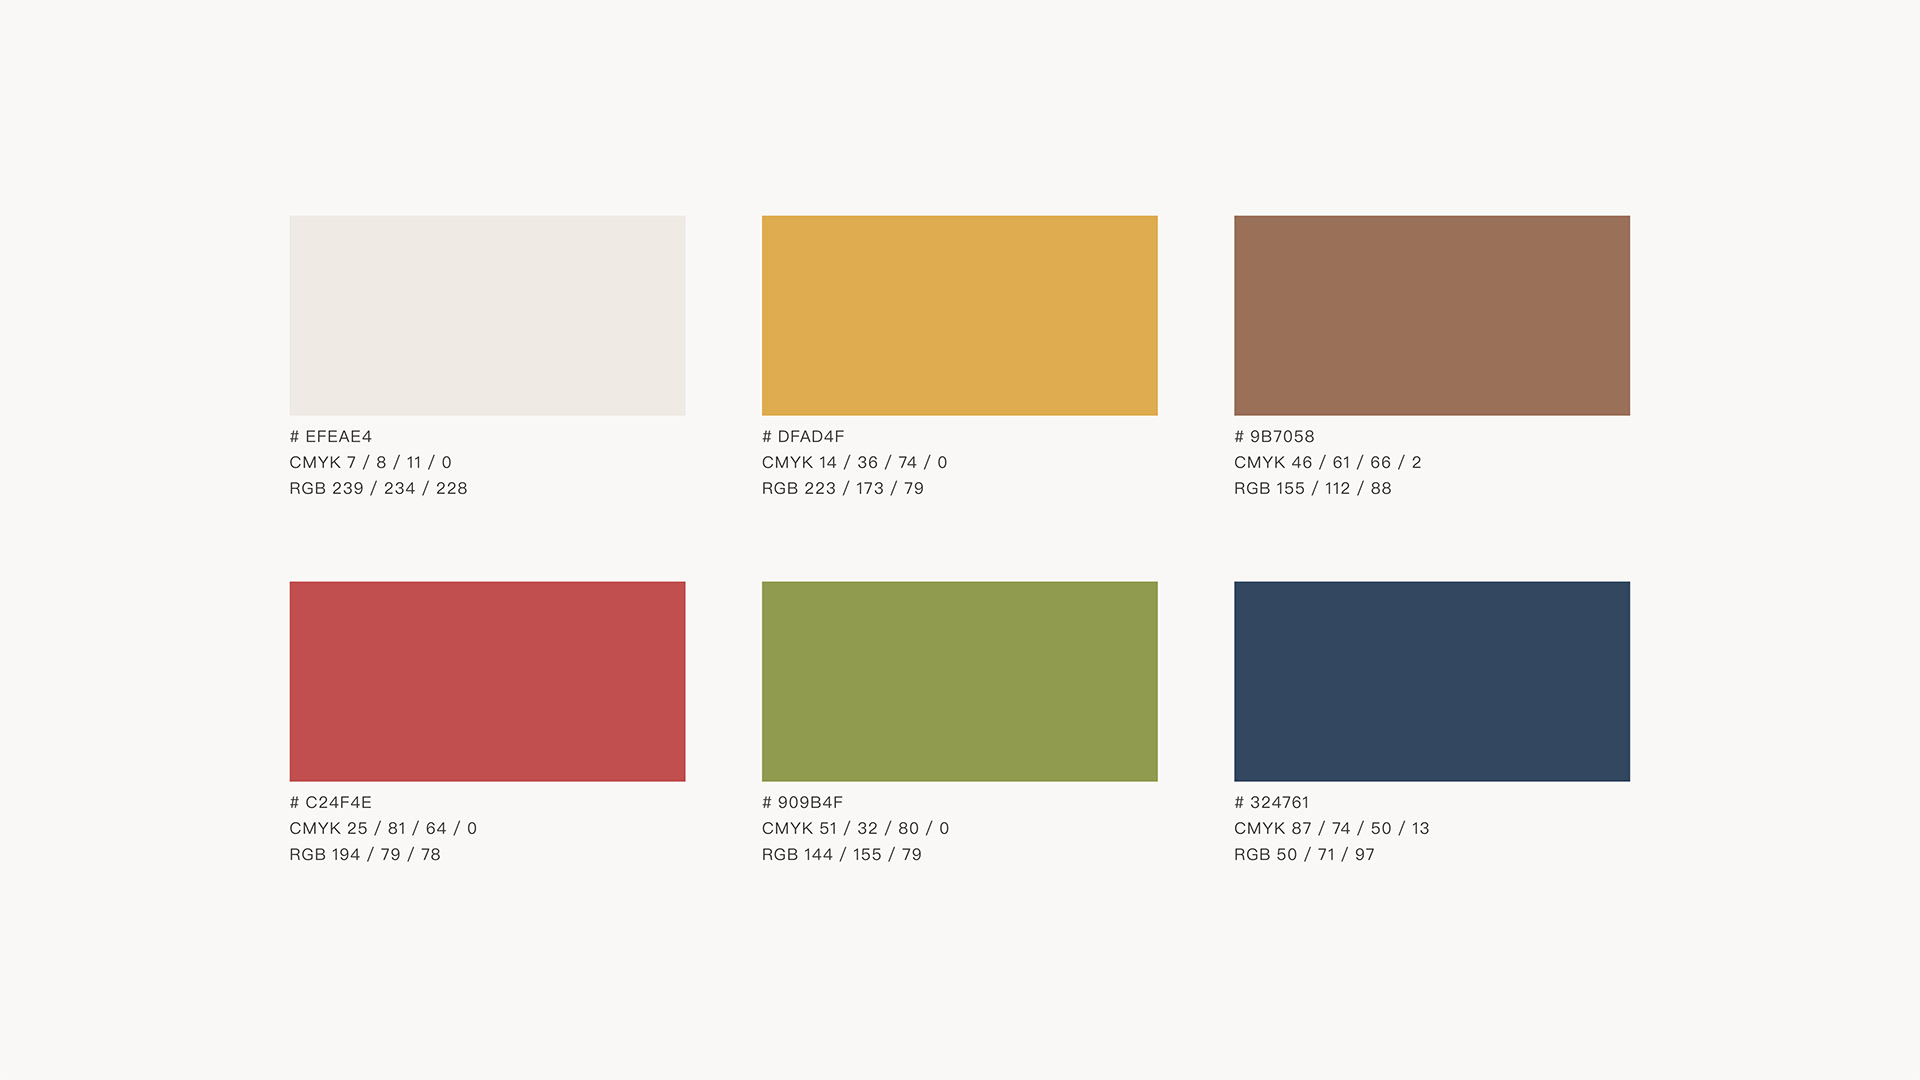 # EFEAE4
CMYK 7 / 8 / 11 / 0
RGB 239 / 234 / 228
# DFAD4F
CMYK 14 / 36 / 74 / 0
RGB 223 / 173 / 79
# 9B7058
CMYK 46 / 61 / 66 / 2
RGB 155 / 112 / 88
# C24F4E
CMYK 25 / 81 / 64 / 0
RGB 194 / 79 / 78
# 909B4F
CMYK 51 / 32 / 80 / 0
RGB 144 / 155 / 79
# 324761
CMYK 87 / 74 / 50 / 13
RGB 50 / 71 / 97